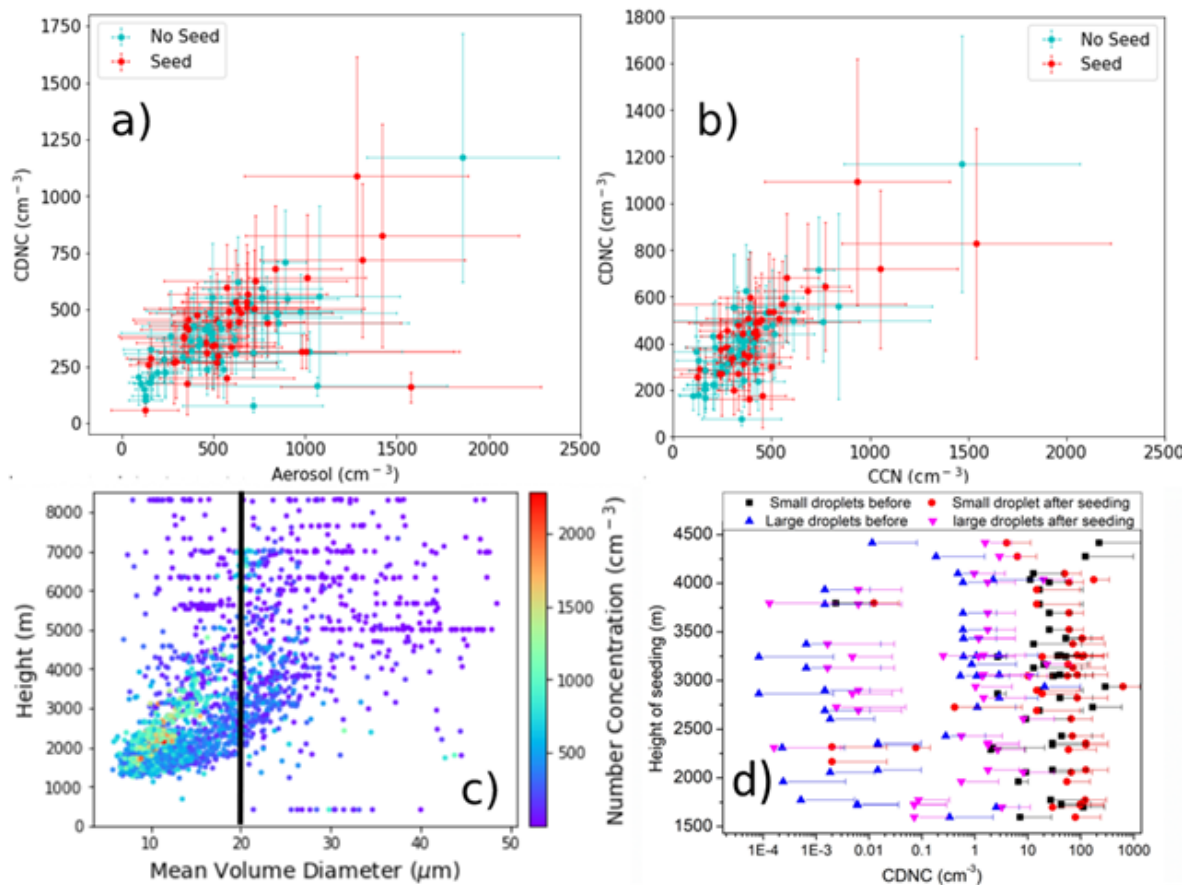 No Seed
Seed
a)
1750
1500
1250
1000
750
500
250
0
CDNC (cm⁻³)
0 500 1000 1500 2000 2500
Aerosol (cm⁻³)
No Seed
Seed
b)
1800
1600
1400
1200
1000
800
600
400
200
0
CDNC (cm⁻³)
0 500 1000 1500 2000 2500
CCN (cm⁻³)
8000
7000
6000
5000
4000
3000
2000
1000
0
Height (m)
c)
10 20 30 40 50
Mean Volume Diameter (μm)
2000
1500
1000
500
Number Concentration (cm⁻³)
Small droplets before
Small droplet after seeding
Large droplets before
large droplets after seeding
4500
4000
3500
3000
2500
2000
1500
Height of seeding (m)
d)
1E-4 1E-3 0.01 0.1 1 10 100 1000
CDNC (cm⁻³)